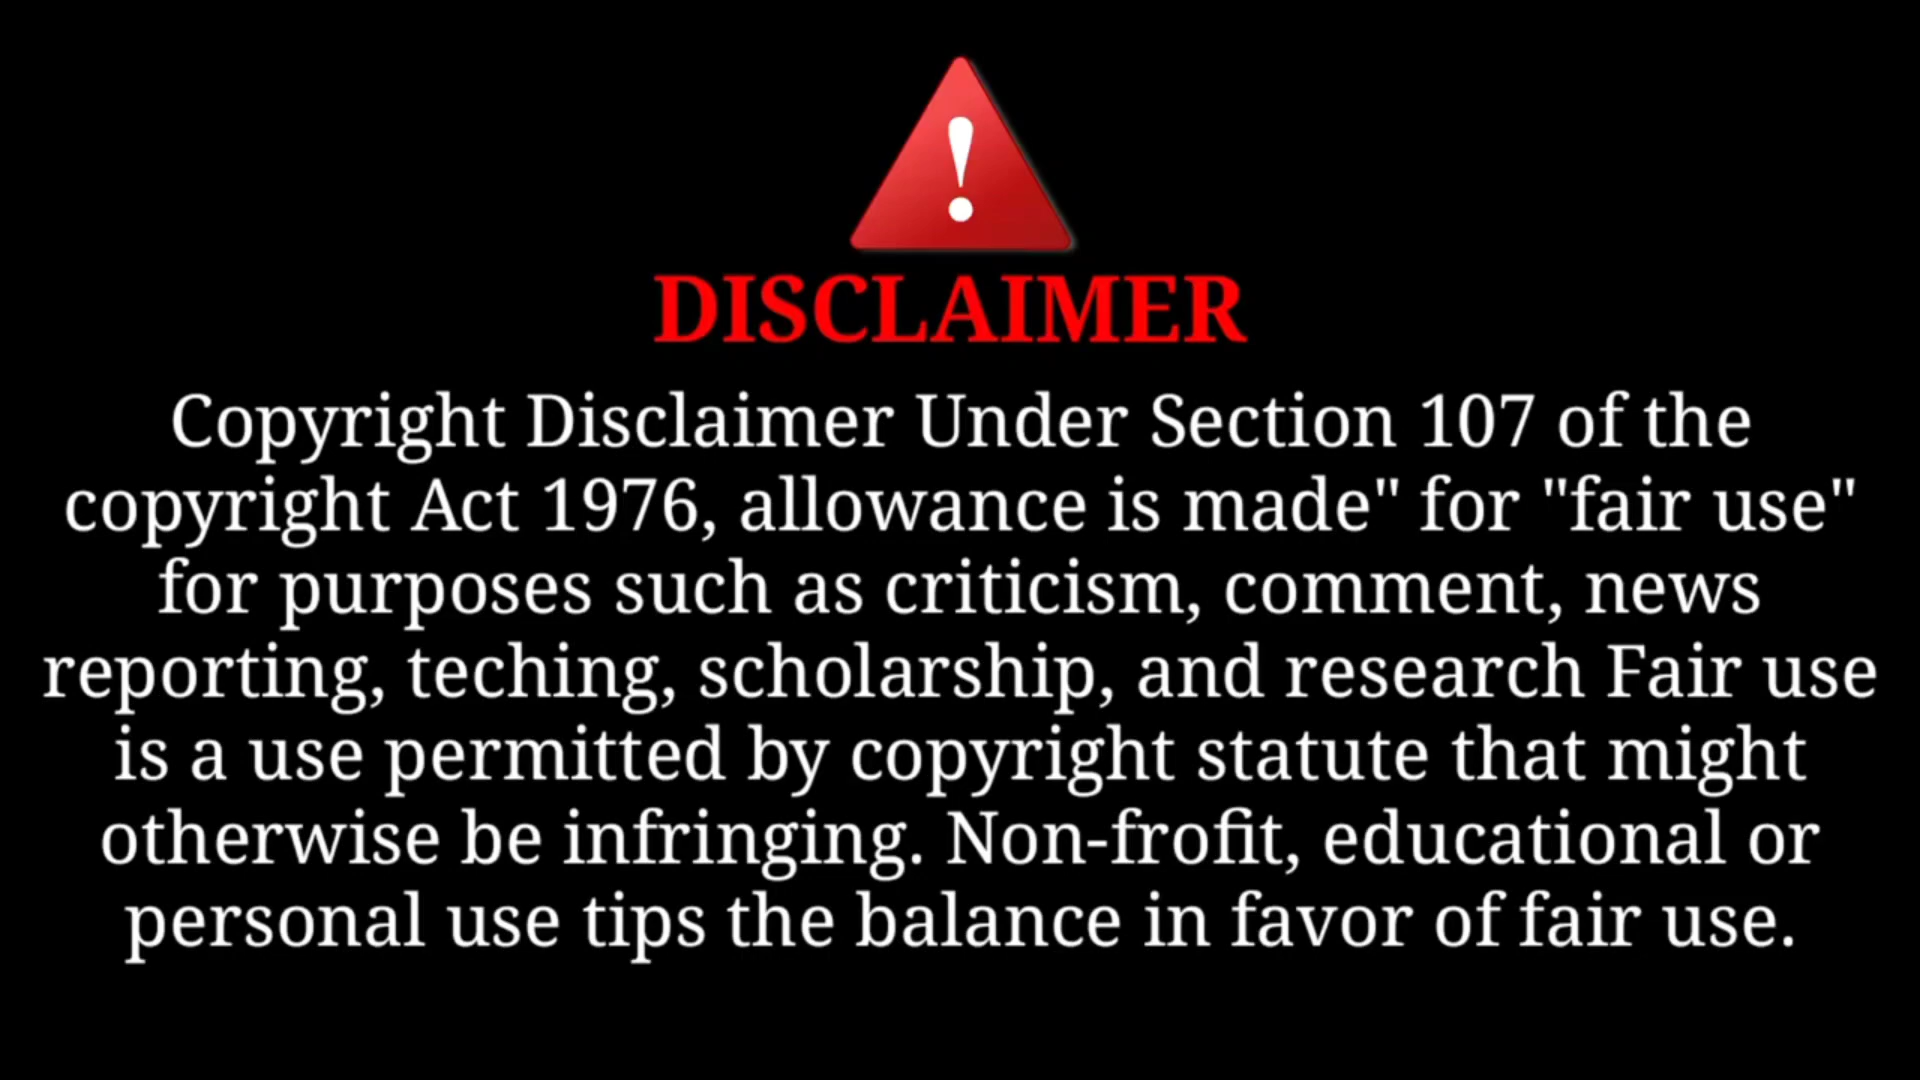 DISCLAIMER
Copyright Disclaimer Under Section 107 of the
copyright Act 1976, allowance is made" for "fair use"
for purposes such as criticism, comment, news
reporting, teching, scholarship, and research Fair use
is a use permitted by copyright statute that might
otherwise be infringing. Non-frofit, educational or
personal use tips the balance in favor of fair use.